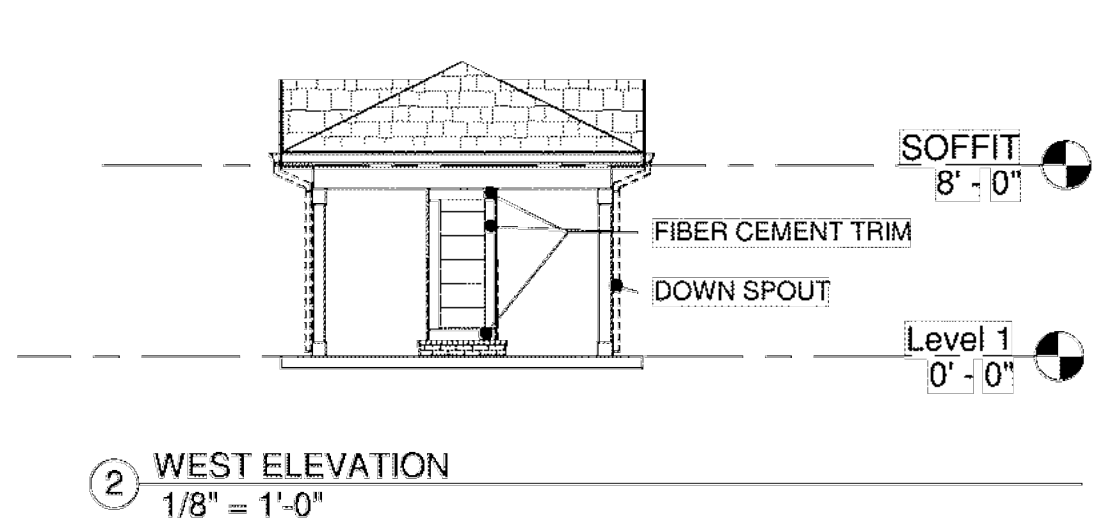 SOFFIT
8' - 0"
FIBER CEMENT TRIM
DOWN SPOUT
Level 1
0' - 0"
2 WEST ELEVATION
1/8" = 1'-0"